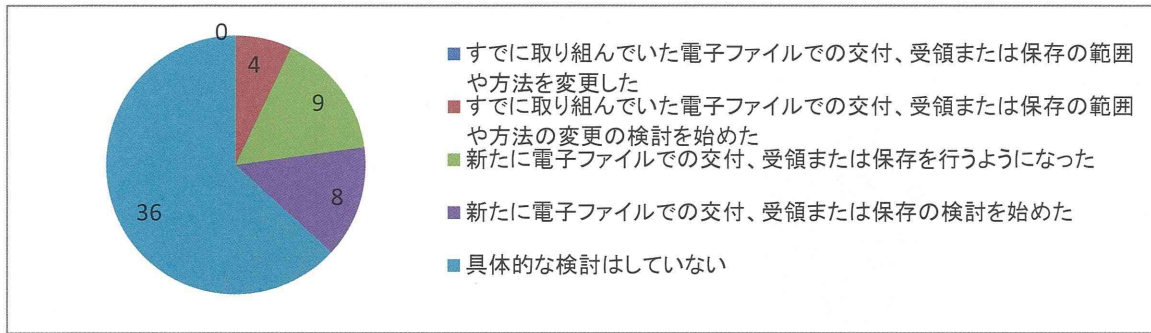 0
4
9
8
36
すでに取り組んでいた電子ファイルでの交付、受領または保存の範囲
や方法を変更した
すでに取り組んでいた電子ファイルでの交付、受領または保存の範囲
や方法の変更の検討を始めた
新たに電子ファイルでの交付、受領または保存を行うようになった
新たに電子ファイルでの交付、受領または保存の検討を始めた
具体的な検討はしていない